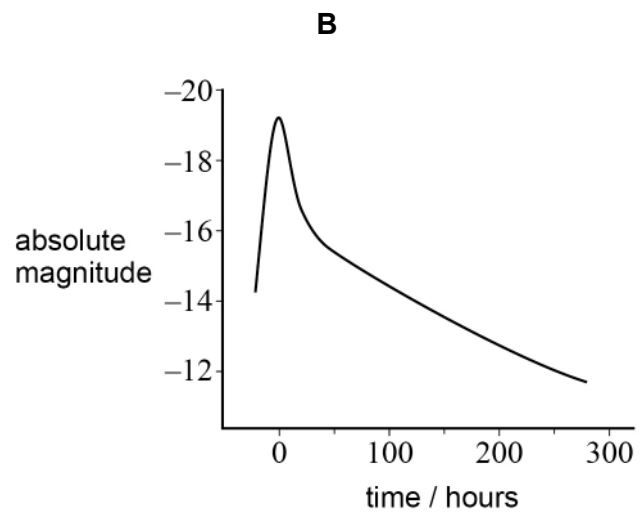 B
–20
–18
–16
absolute
magnitude
–14
–12
0 100 200 300
time / hours